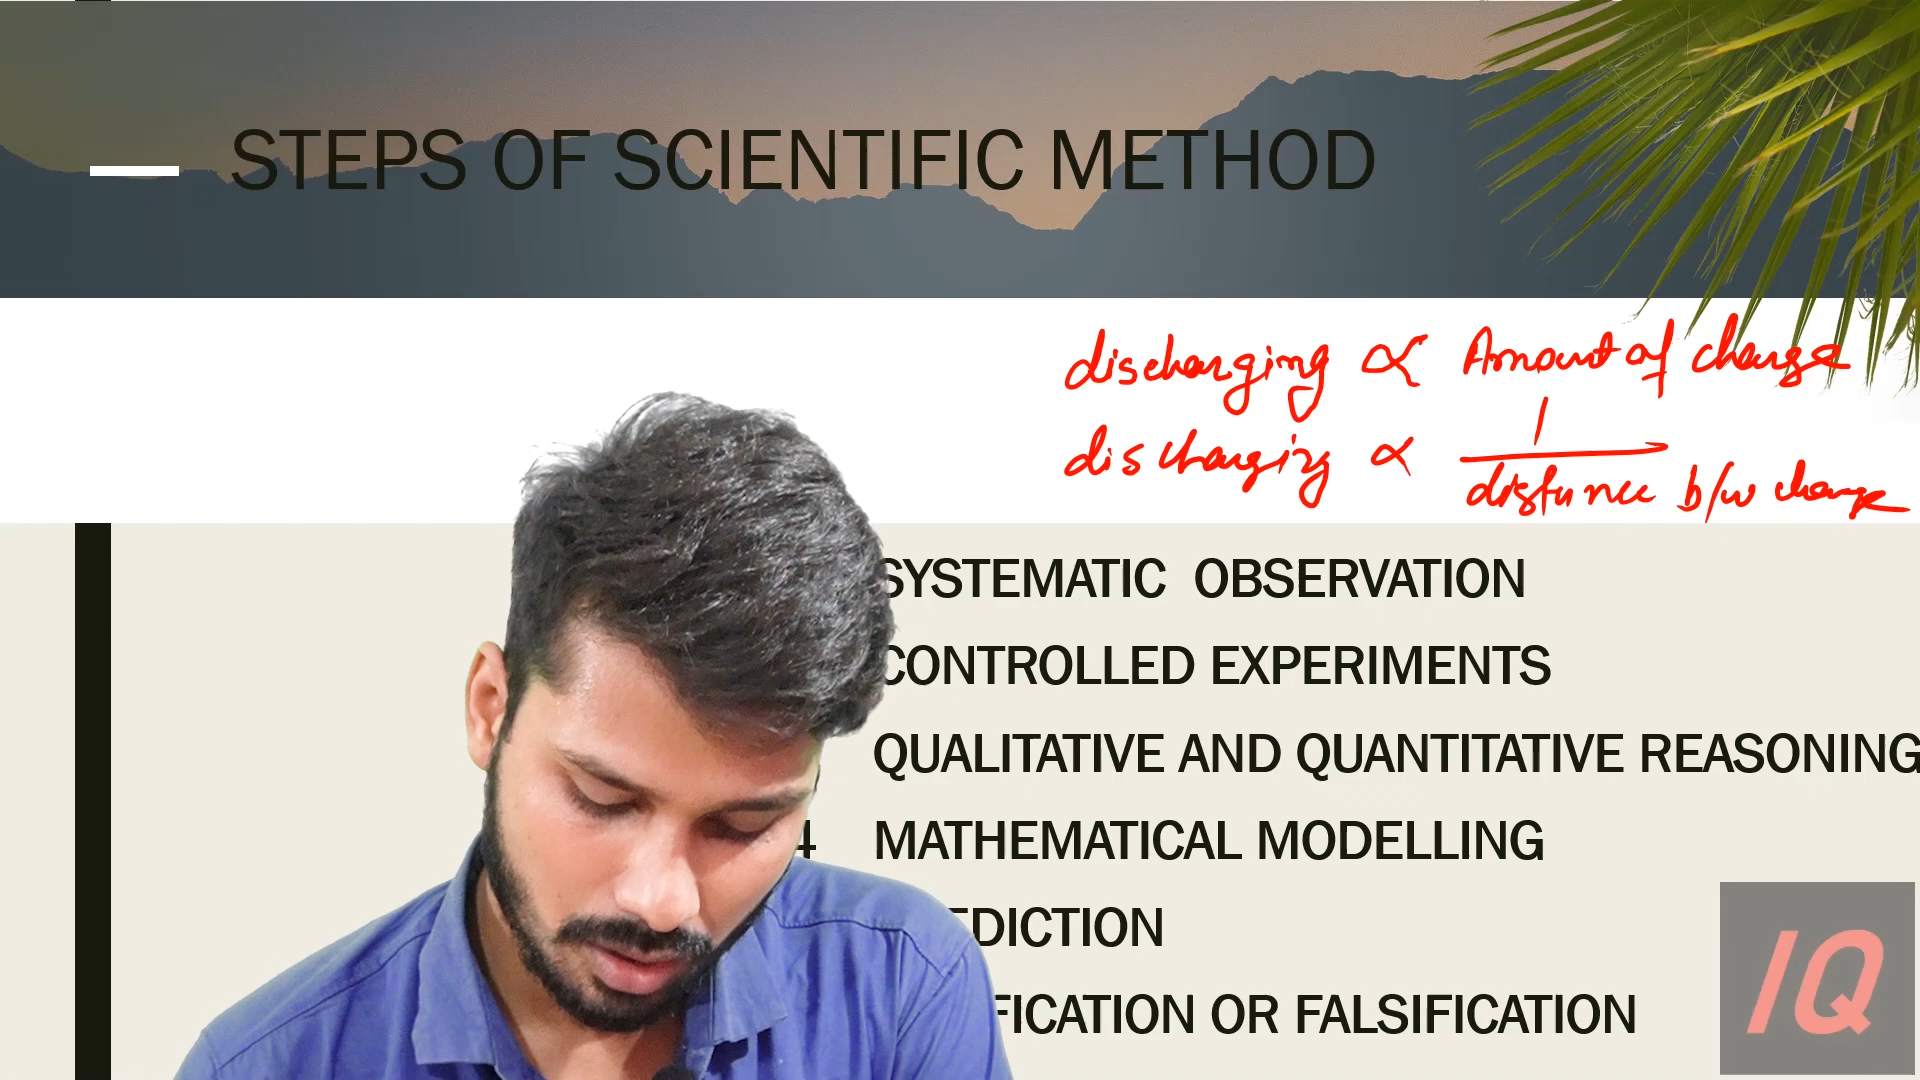 STEPS OF SCIENTIFIC METHOD
discharging ∝ Amount of charge
discharging ∝ 1
distance b/w charge
SYSTEMATIC OBSERVATION
CONTROLLED EXPERIMENTS
QUALITATIVE AND QUANTITATIVE REASONING
4 MATHEMATICAL MODELLING
EDICTION
FICATION OR FALSIFICATION
IQ